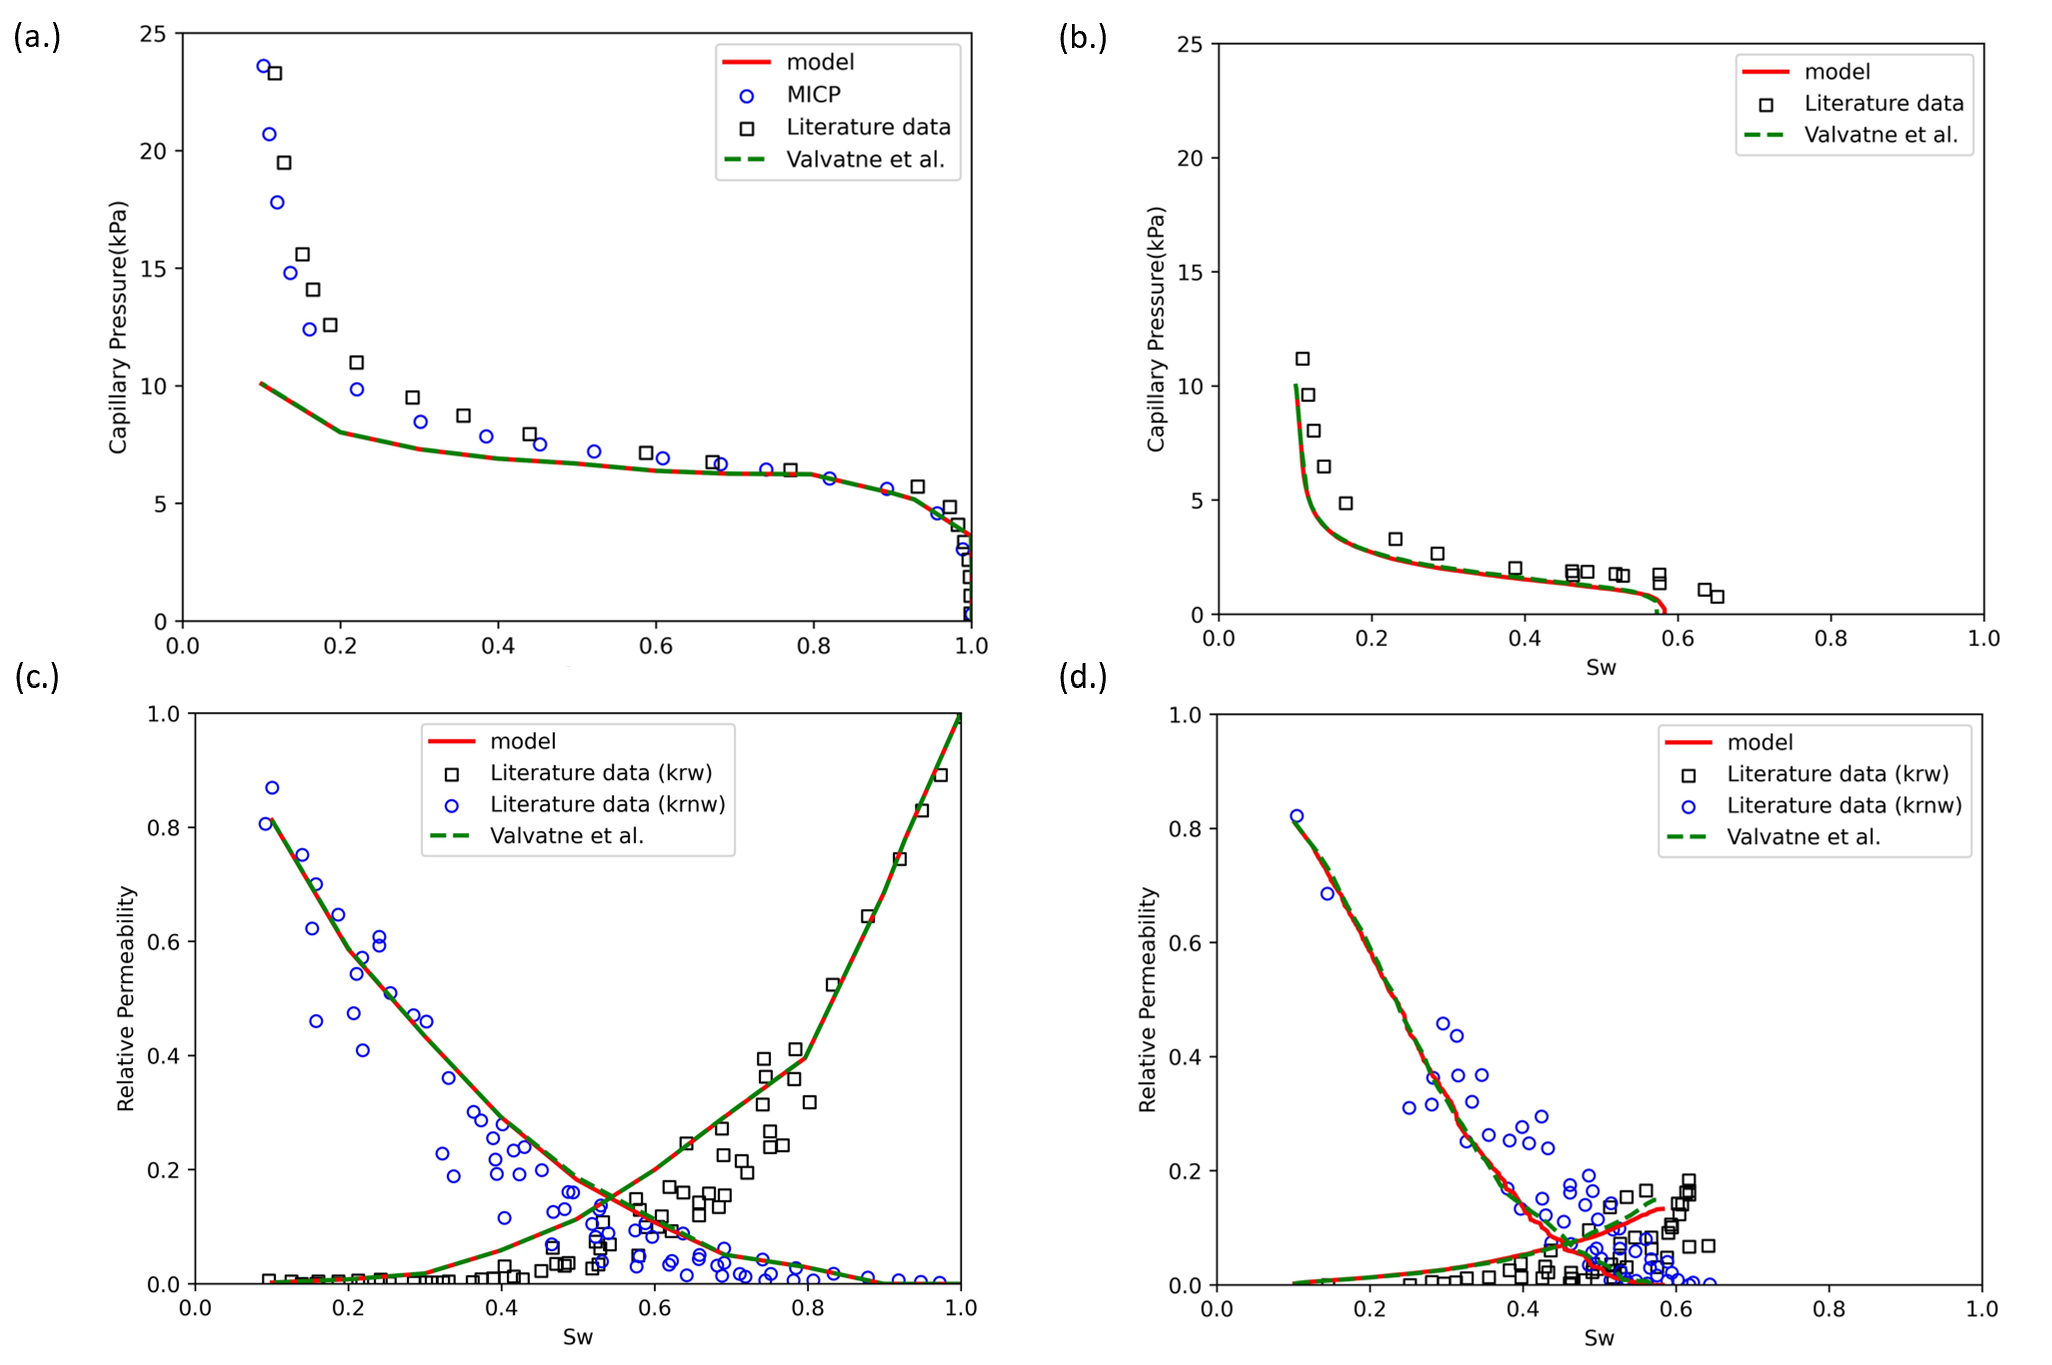 (a.)
25
20
15
10
5
0
Capillary Pressure(kPa)
model
MICP
Literature data
Valvatne et al.
0.0 0.2 0.4 0.6 0.8 1.0
(b.)
25
20
15
10
5
0
Capillary Pressure(kPa)
model
Literature data
Valvatne et al.
0.0 0.2 0.4 0.6 0.8 1.0
Sw
(c.)
1.0
0.8
0.6
0.4
0.2
0.0
Relative Permeability
model
Literature data (krw)
Literature data (krnw)
Valvatne et al.
0.0 0.2 0.4 0.6 0.8 1.0
Sw
(d.)
1.0
0.8
0.6
0.4
0.2
0.0
Relative Permeability
model
Literature data (krw)
Literature data (krnw)
Valvatne et al.
0.0 0.2 0.4 0.6 0.8 1.0
Sw